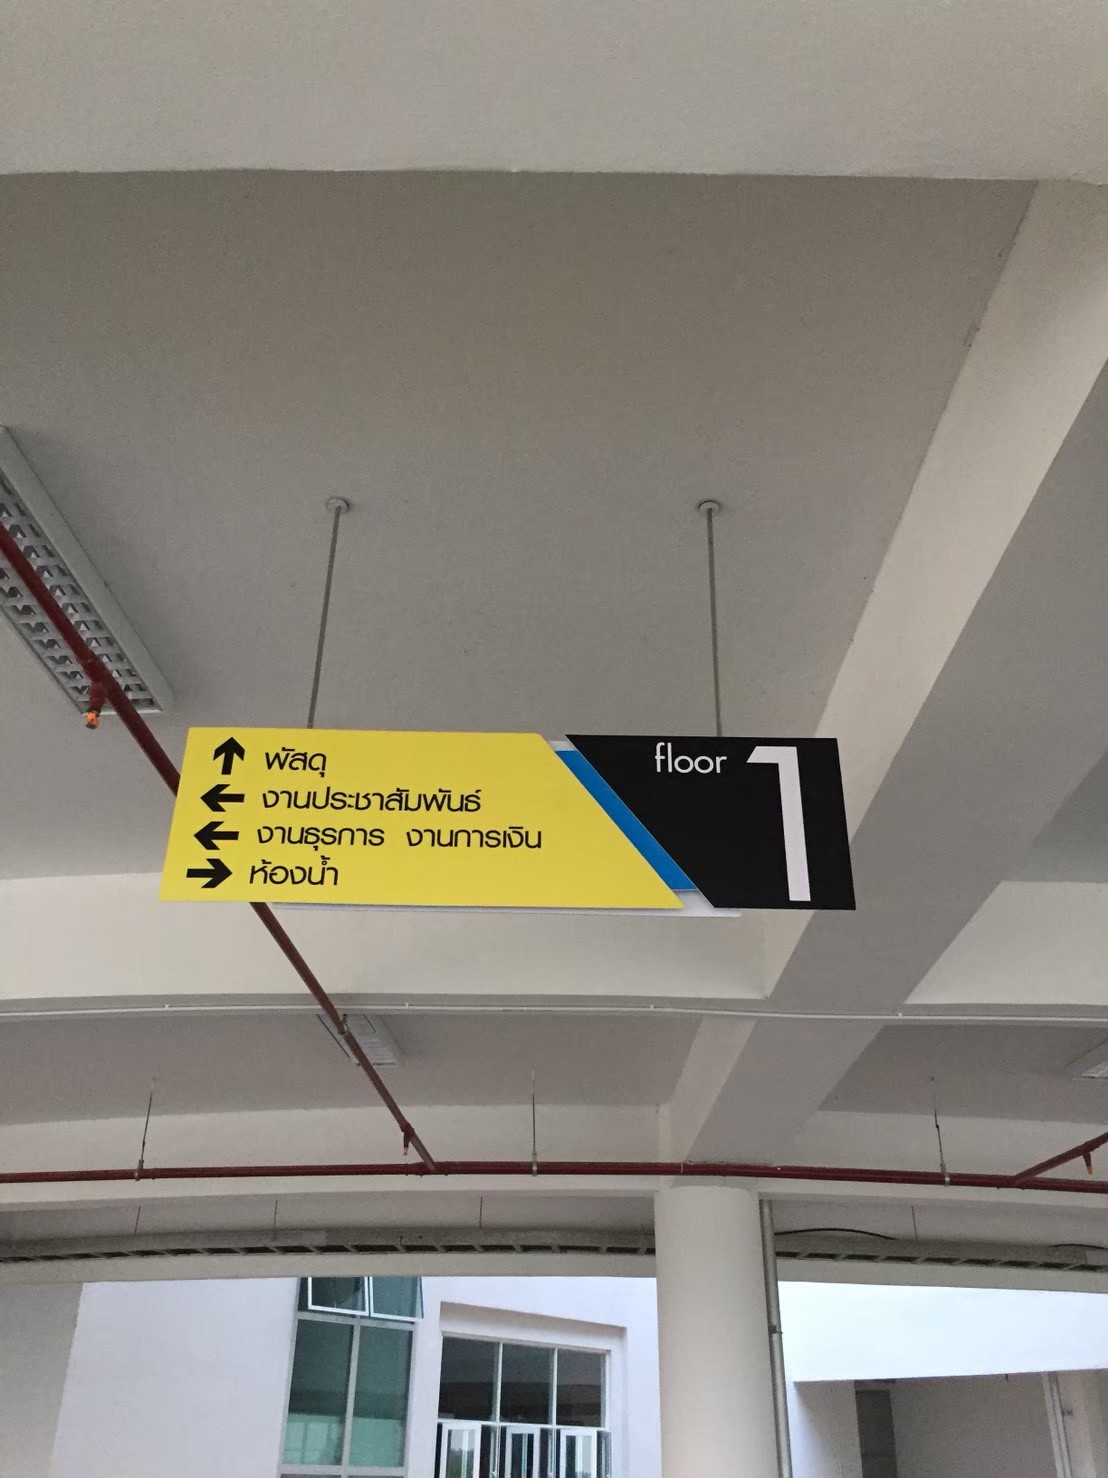 พัสดุ
งานประชาสัมพันธ์
งานธุรการ งานการเงิน
ห้องน้ำ
floor 1